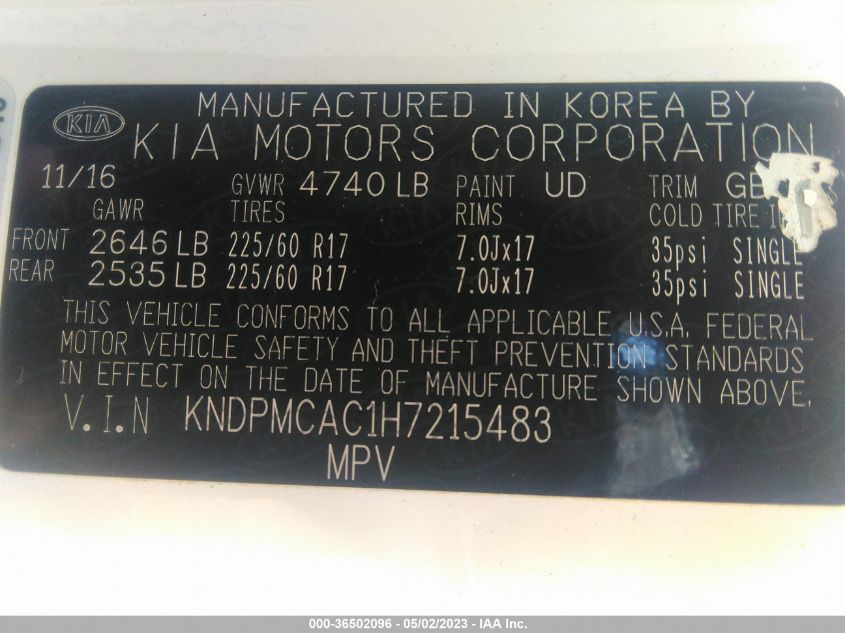 MANUFACTURED IN KOREA BY
KIA KIA MOTORS CORPORATION
11/16 GVWR 4740 LB PAINT UD TRIM
GAWR TIRES RIMS COLD TIRE
FRONT 2646 LB 225/60 R17 7.0Jx17 35psi SINGLE
REAR 2535 LB 225/60 R17 7.0Jx17 35psi SINGLE
THIS VEHICLE CONFORMS TO ALL APPLICABLE U.S.A. FEDERAL
MOTOR VEHICLE SAFETY AND THEFT PREVENTION STANDARDS
IN EFFECT ON THE DATE OF MANUFACTURE SHOWN ABOVE.
V.I.N KNDPMCAC1H7215483
MPV
000-36502096 - 05/02/2023 - IAA Inc.